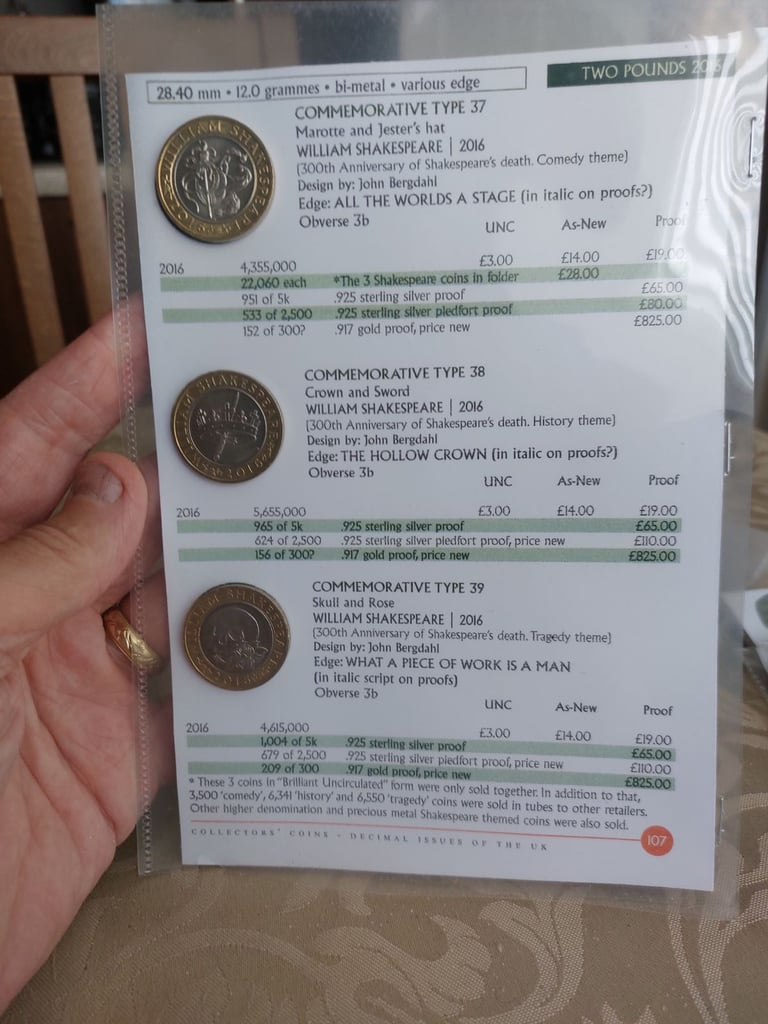 28.40 mm • 12.0 grammes • bi-metal • various edge
TWO POUNDS 2016
COMMEMORATIVE TYPE 37
Marotte and Jester's hat
WILLIAM SHAKESPEARE | 2016
(300th Anniversary of Shakespeare's death. Comedy theme)
Design by: John Bergdahl
Edge: ALL THE WORLDS A STAGE (in italic on proofs?)
Obverse 3b
UNC As-New Proof
2016 4,355,000 £3.00 £14.00 £19.00
22,060 each *The 3 Shakespeare coins in folder £28.00
951 of 5k .925 sterling silver proof £65.00
533 of 2,500 .925 sterling silver piedfort proof £80.00
152 of 300? .917 gold proof, price new £825.00
COMMEMORATIVE TYPE 38
Crown and Sword
WILLIAM SHAKESPEARE | 2016
(300th Anniversary of Shakespeare's death. History theme)
Design by: John Bergdahl
Edge: THE HOLLOW CROWN (in italic on proofs?)
Obverse 3b
UNC As-New Proof
2016 5,655,000 £3.00 £14.00 £19.00
965 of 5k .925 sterling silver proof £65.00
624 of 2,500 .925 sterling silver piedfort proof, price new £110.00
156 of 300? .917 gold proof, price new £825.00
COMMEMORATIVE TYPE 39
Skull and Rose
WILLIAM SHAKESPEARE | 2016
(300th Anniversary of Shakespeare's death. Tragedy theme)
Design by: John Bergdahl
Edge: WHAT A PIECE OF WORK IS A MAN
(in italic script on proofs)
Obverse 3b
UNC As-New Proof
2016 4,615,000 £3.00 £14.00 £19.00
1,004 of 5k .925 sterling silver proof £65.00
679 of 2,500 .925 sterling silver piedfort proof, price new £110.00
209 of 300 .917 gold proof, price new £825.00
* These 3 coins in "Brilliant Uncirculated" form were only sold together. In addition to that,
3,500 'comedy', 6,341 'history' and 6,550 'tragedy' coins were sold in tubes to other retailers.
Other higher denomination and precious metal Shakespeare themed coins were also sold.
COLLECTORS' COINS - DECIMAL ISSUES OF THE UK 107
WILLIAM SHAKESPEARE
SHAKESPEARE
2016
SHAKESPEARE